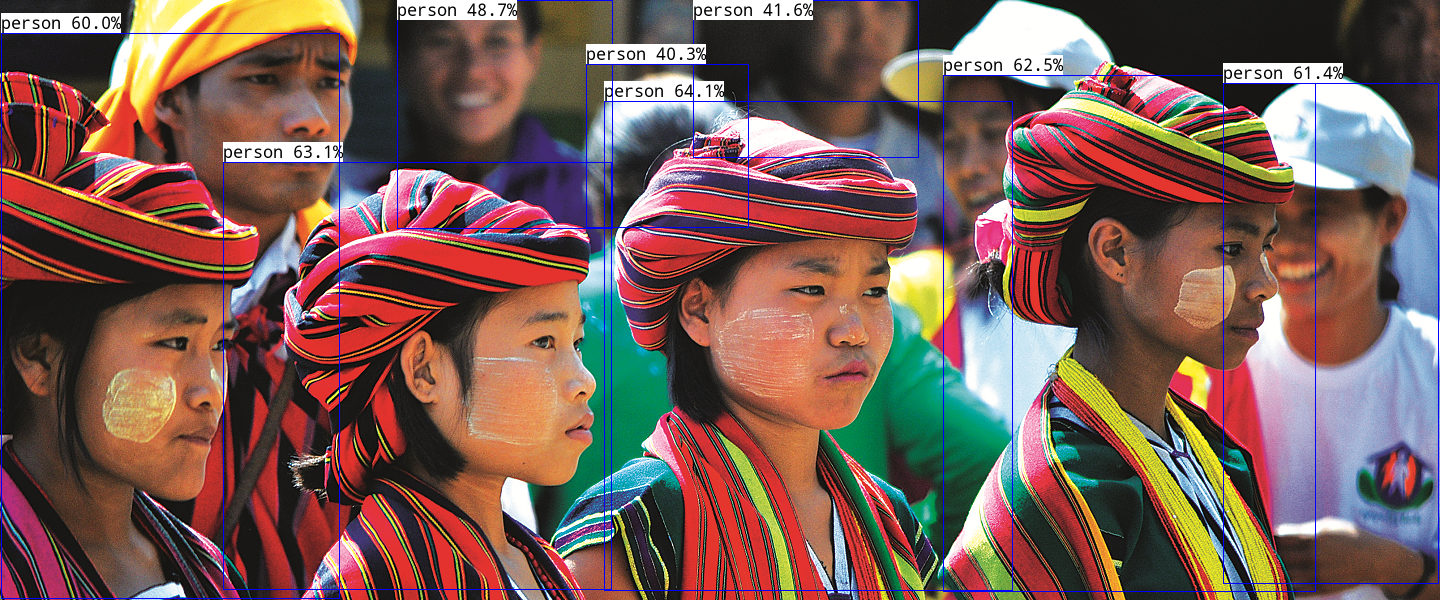 person 60.0%
person 48.7%
person 41.6%
person 40.3%
person 62.5%
person 61.4%
person 64.1%
person 63.1%